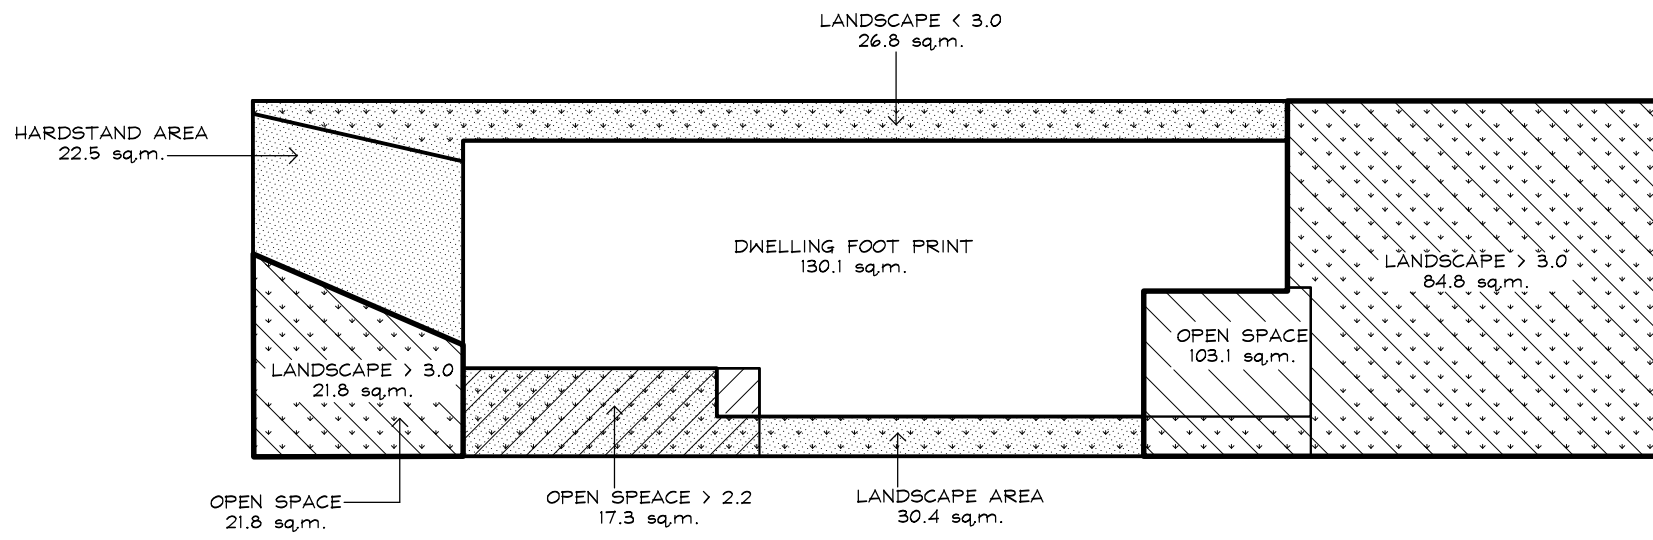 LANDSCAPE < 3.0
26.8 sq.m.
HARDSTAND AREA
22.5 sq.m.
DWELLING FOOT PRINT
130.1 sq.m.
LANDSCAPE > 3.0
84.8 sq.m.
OPEN SPACE
103.1 sq.m.
LANDSCAPE > 3.0
21.8 sq.m.
OPEN SPACE
21.8 sq.m.
OPEN SPEACE > 2.2
17.3 sq.m.
LANDSCAPE AREA
30.4 sq.m.